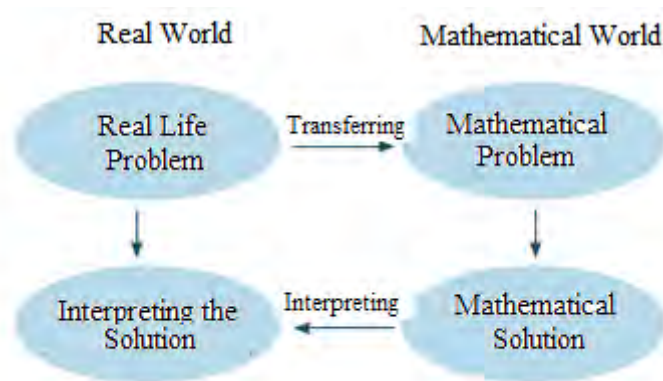 Real World
Mathematical World
Real Life
Problem
Transferring
Mathematical
Problem
Interpreting the
Solution
Interpreting
Mathematical
Solution